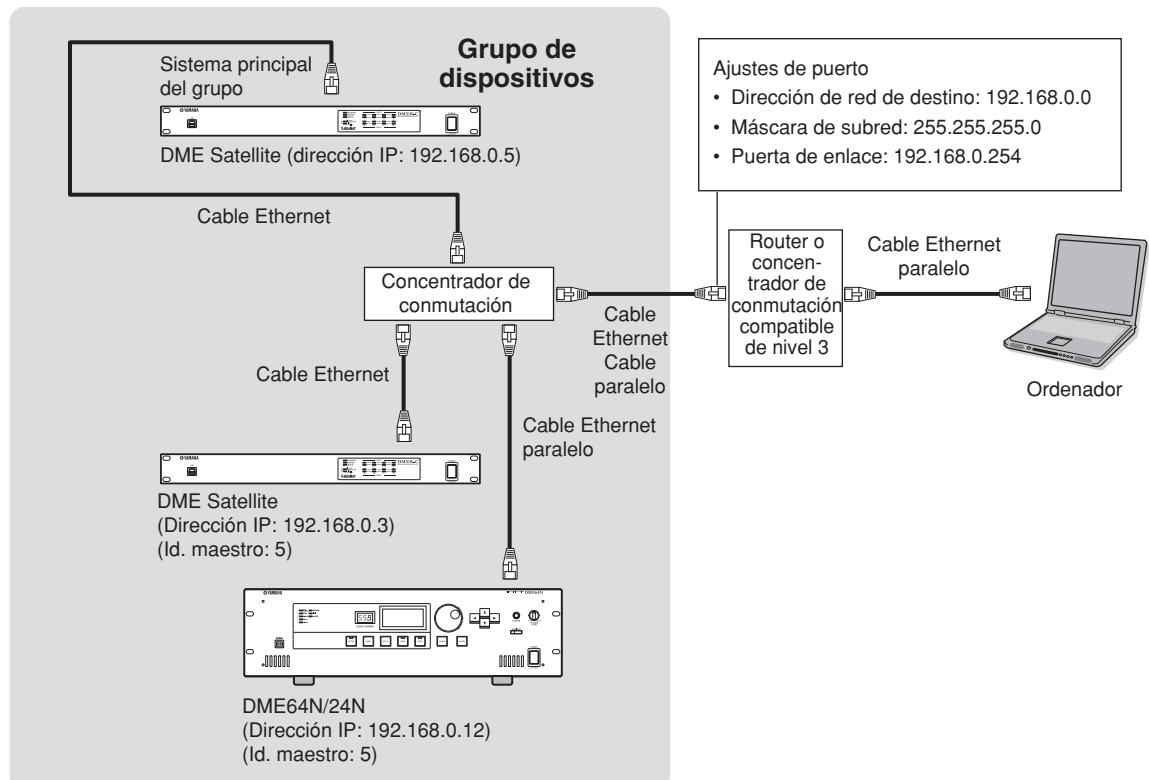 Grupo de
dispositivos
Sistema principal
del grupo
YAMAHA
DME Satellite (dirección IP: 192.168.0.5)
Cable Ethernet
Ajustes de puerto
• Dirección de red de destino: 192.168.0.0
• Máscara de subred: 255.255.255.0
• Puerta de enlace: 192.168.0.254
Concentrador de
conmutación
Cable
Ethernet
Cable
paralelo
Router o
concen-
trador de
conmutación
compatible
de nivel 3
Cable Ethernet
paralelo
Ordenador
Cable Ethernet
Cable Ethernet
paralelo
YAMAHA
DME Satellite
(Dirección IP: 192.168.0.3)
(Id. maestro: 5)
YAMAHA
DME64N/24N
(Dirección IP: 192.168.0.12)
(Id. maestro: 5)